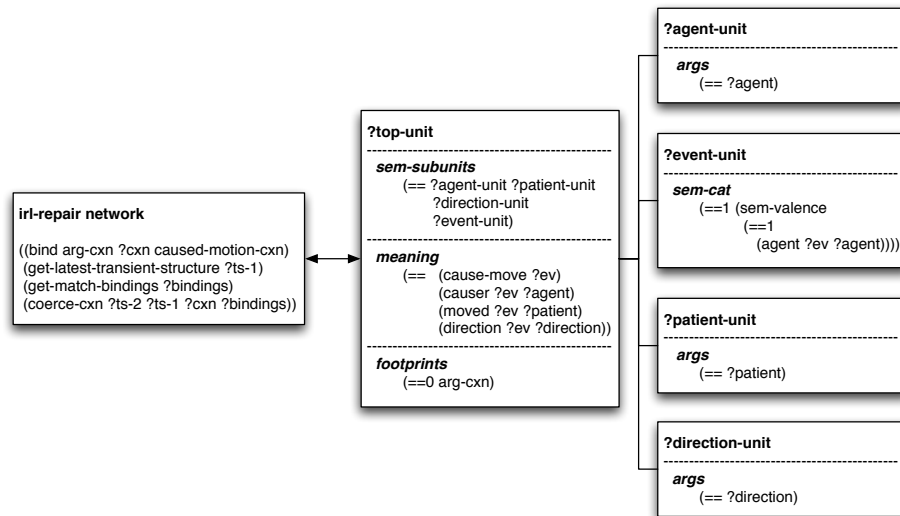 irl-repair network
((bind arg-cxn ?cxn caused-motion-cxn)
(get-latest-transient-structure ?ts-1)
(get-match-bindings ?bindings)
(coerce-cxn ?ts-2 ?ts-1 ?cxn ?bindings))
?top-unit
sem-subunits
(== ?agent-unit ?patient-unit
?direction-unit
?event-unit)
meaning
(== (cause-move ?ev)
(causer ?ev ?agent)
(moved ?ev ?patient)
(direction ?ev ?direction))
footprints
(==0 arg-cxn)
?agent-unit
args
(== ?agent)
?event-unit
sem-cat
(==1 (sem-valence
(==1
(agent ?ev ?agent))))
?patient-unit
args
(== ?patient)
?direction-unit
args
(== ?direction)